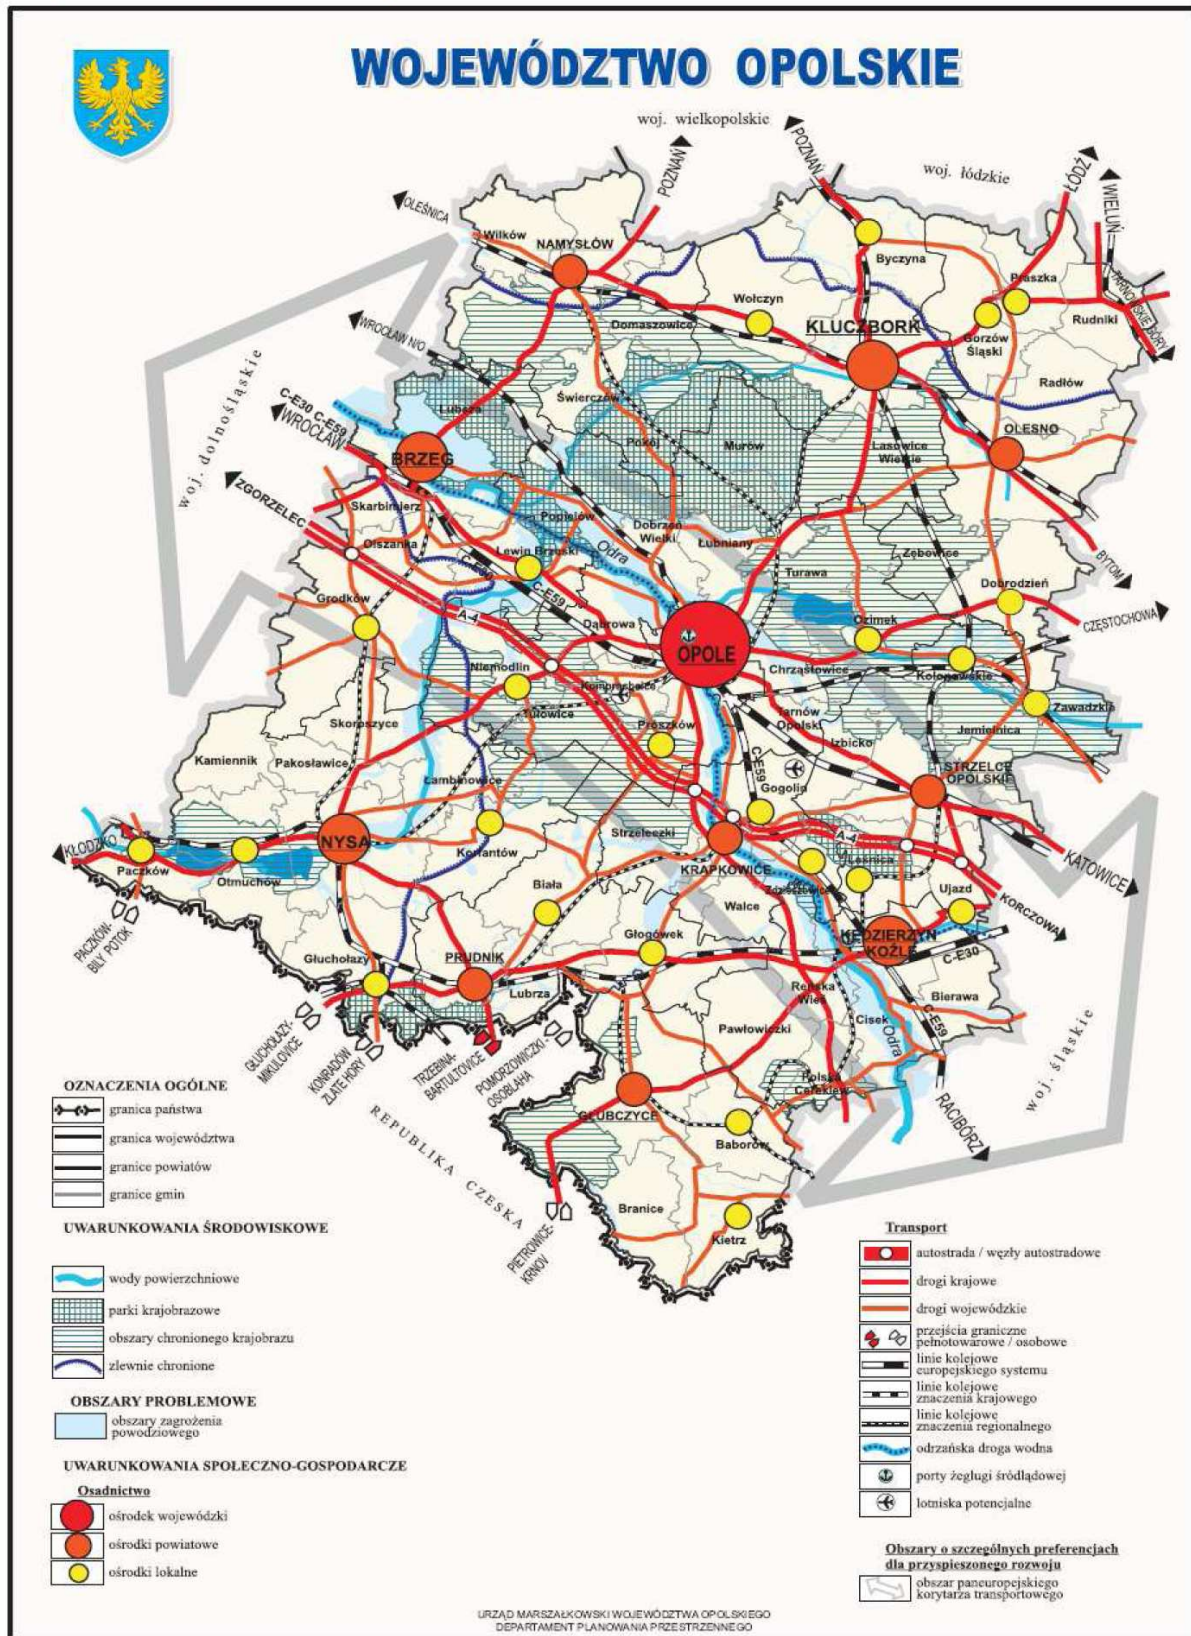 WOJEWÓDZTWO OPOLSKIE
woj. wielkopolskie
woj. łódzkie
POZNAŃ
POZNAŃ
ŁÓDŹ
WIELUŃ
OLEŚNICA
Wilków
NAMYSŁÓW
Byczyna
Praszka
TARNOWSKIE GÓRY
Rudniki
Wołczyn
Domaszowice
KLUCZBORK
Gorzów
Śląski
WROCŁAW N/O
Radłów
woj. dolnośląskie
C-E30 C-E59
WROCŁAW
Lubsza
Świerczów
Pokój
Murów
Lasowice
Wielkie
OLESNO
BRZEG
ZGORZELEC
Skarbimierz
Olszanka
Popielów
Dobrzeń
Wielki
Łubniany
Lewin Brzeski
Odra
Zębowice
BYTOM
C-E30
C-E59
Turawa
Dobrodzień
Grodków
A-4
Dąbrowa
Ozimek
CZĘSTOCHOWA
OPOLE
Niemodlin
Komprachcice
Chrząstowice
Kolonowskie
Tułowice
Prószków
Tarnów
Opolski
Zawadzkie
Skoroszyce
Izbicko
Jemielnica
Kamiennik
Pakosławice
C-E59
STRZELCE
OPOLSKIE
Łambinowice
Gogolin
KŁODZKO
NYSA
Strzeleczki
A-4
Paczków
Otmuchów
Korfantów
KRAPKOWICE
Leśnica
KATOWICE
Zdzieszowice
Ujazd
Biała
Walce
KORCZOWA
PACZKÓW-
BILY POTOK
Głogówek
KĘDZIERZYN
KOŹLE
Głuchołazy
PRUDNIK
C-E30
Lubrza
Reńska
Wieś
Bierawa
GŁUCHOŁAZY-
MIKULOVICE
KONRADÓW
ZLATE HORY
TRZEBINA-
BARTULTOVICE
POMORZOWICZKI -
OSOBLAHA
Pawłowiczki
Cisek
Odra
C-E59
woj. śląskie
Polska
Cerekiew
RACIBÓRZ
GŁUBCZYCE
REPUBLIKA CZESKA
Baborów
Branice
Kietrz
PIETROWICE-
KRNOV
OZNACZENIA OGÓLNE
granica państwa
granica województwa
granice powiatów
granice gmin
UWARUNKOWANIA ŚRODOWISKOWE
wody powierzchniowe
parki krajobrazowe
obszary chronionego krajobrazu
zlewnie chronione
OBSZARY PROBLEMOWE
obszary zagrożenia
powodziowego
UWARUNKOWANIA SPOŁECZNO-GOSPODARCZE
Osadnictwo
ośrodek wojewódzki
ośrodki powiatowe
ośrodki lokalne
Transport
autostrada / węzły autostradowe
drogi krajowe
drogi wojewódzkie
przejścia graniczne
pełnotowarowe / osobowe
linie kolejowe
europejskiego systemu
linie kolejowe
znaczenia krajowego
linie kolejowe
znaczenia regionalnego
odrzańska droga wodna
porty żeglugi śródlądowej
lotniska potencjalne
Obszary o szczególnych preferencjach
dla przyspieszonego rozwoju
obszar paneuropejskiego
korytarza transportowego
URZĄD MARSZAŁKOWSKI WOJEWÓDZTWA OPOLSKIEGO
DEPARTAMENT PLANOWANIA PRZESTRZENNEGO